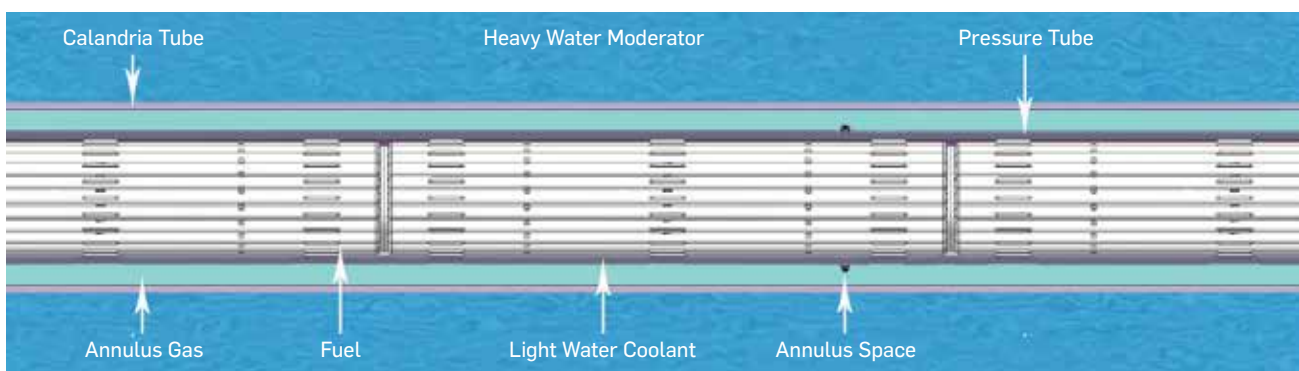 Calandria Tube
Heavy Water Moderator
Pressure Tube
Annulus Gas
Fuel
Light Water Coolant
Annulus Space